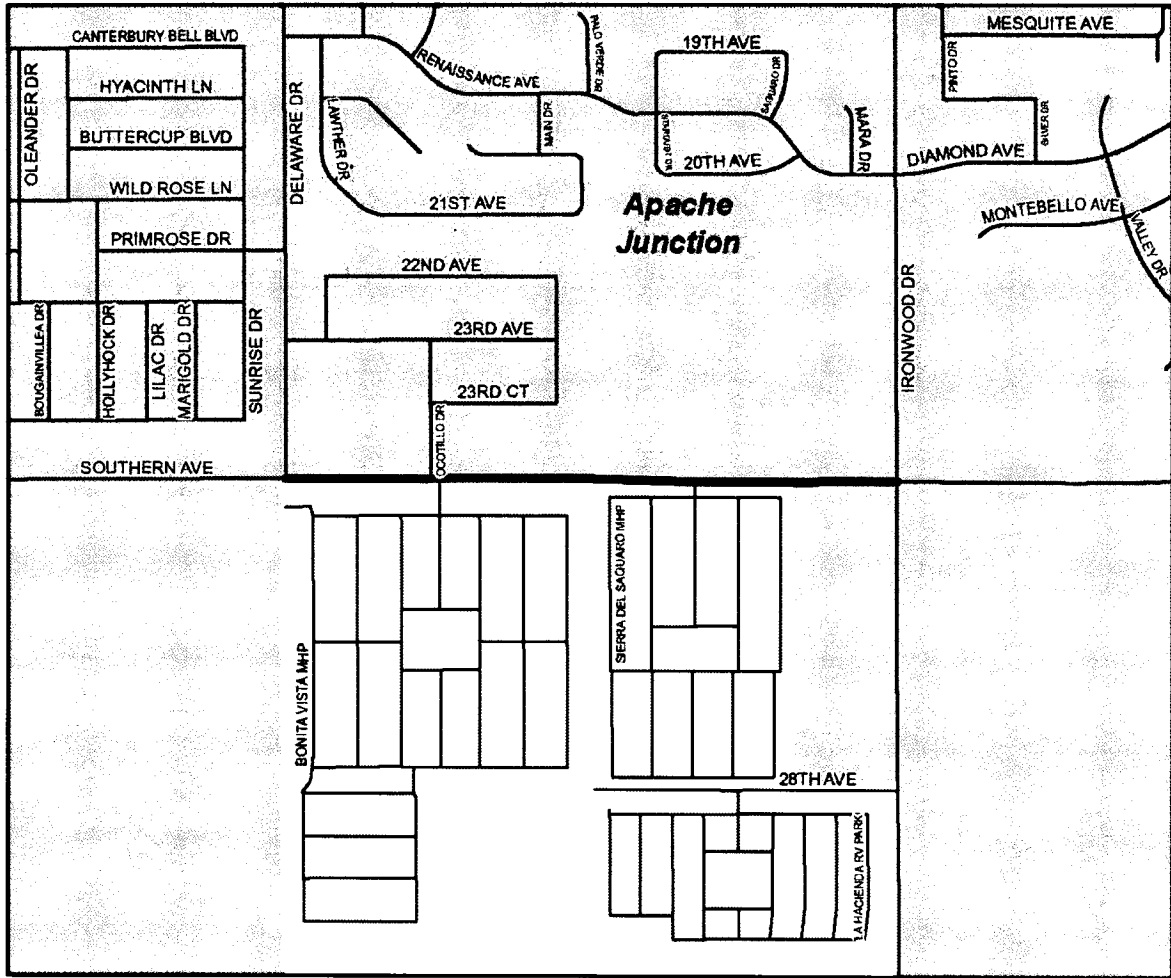 CANTERBURY BELL BLVD
OLEANDER DR
HYACINTH LN
BUTTERCUP BLVD
WILD ROSE LN
PRIMROSE DR
BOUGAINVILLEA DR
HOLLYHOCK DR
LILAC DR
MARIGOLD DR
SUNRISE DR
SOUTHERN AVE
DELAWARE DR
LAWTHER DR
RENAISSANCE AVE
MAIN DR
PALO VERDE DR
21ST AVE
22ND AVE
23RD AVE
23RD CT
OCOTILLO DR
19TH AVE
SAGUARO DR
STARDUST DR
20TH AVE
MARA DR
Apache
Junction
IRONWOOD DR
MESQUITE AVE
PINTO DR
SILVER DR
DIAMOND AVE
MONTEBELLO AVE
VALLEY DR
BONITA VISTA MHP
SIERRA DEL SAQUARO MHP
28TH AVE
LA HACIENDA RV PARK